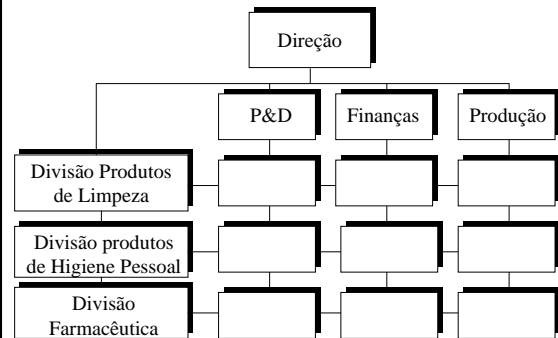 Direção
P&D
Finanças
Produção
Divisão Produtos
de Limpeza
Divisão produtos
de Higiene Pessoal
Divisão
Farmacêutica